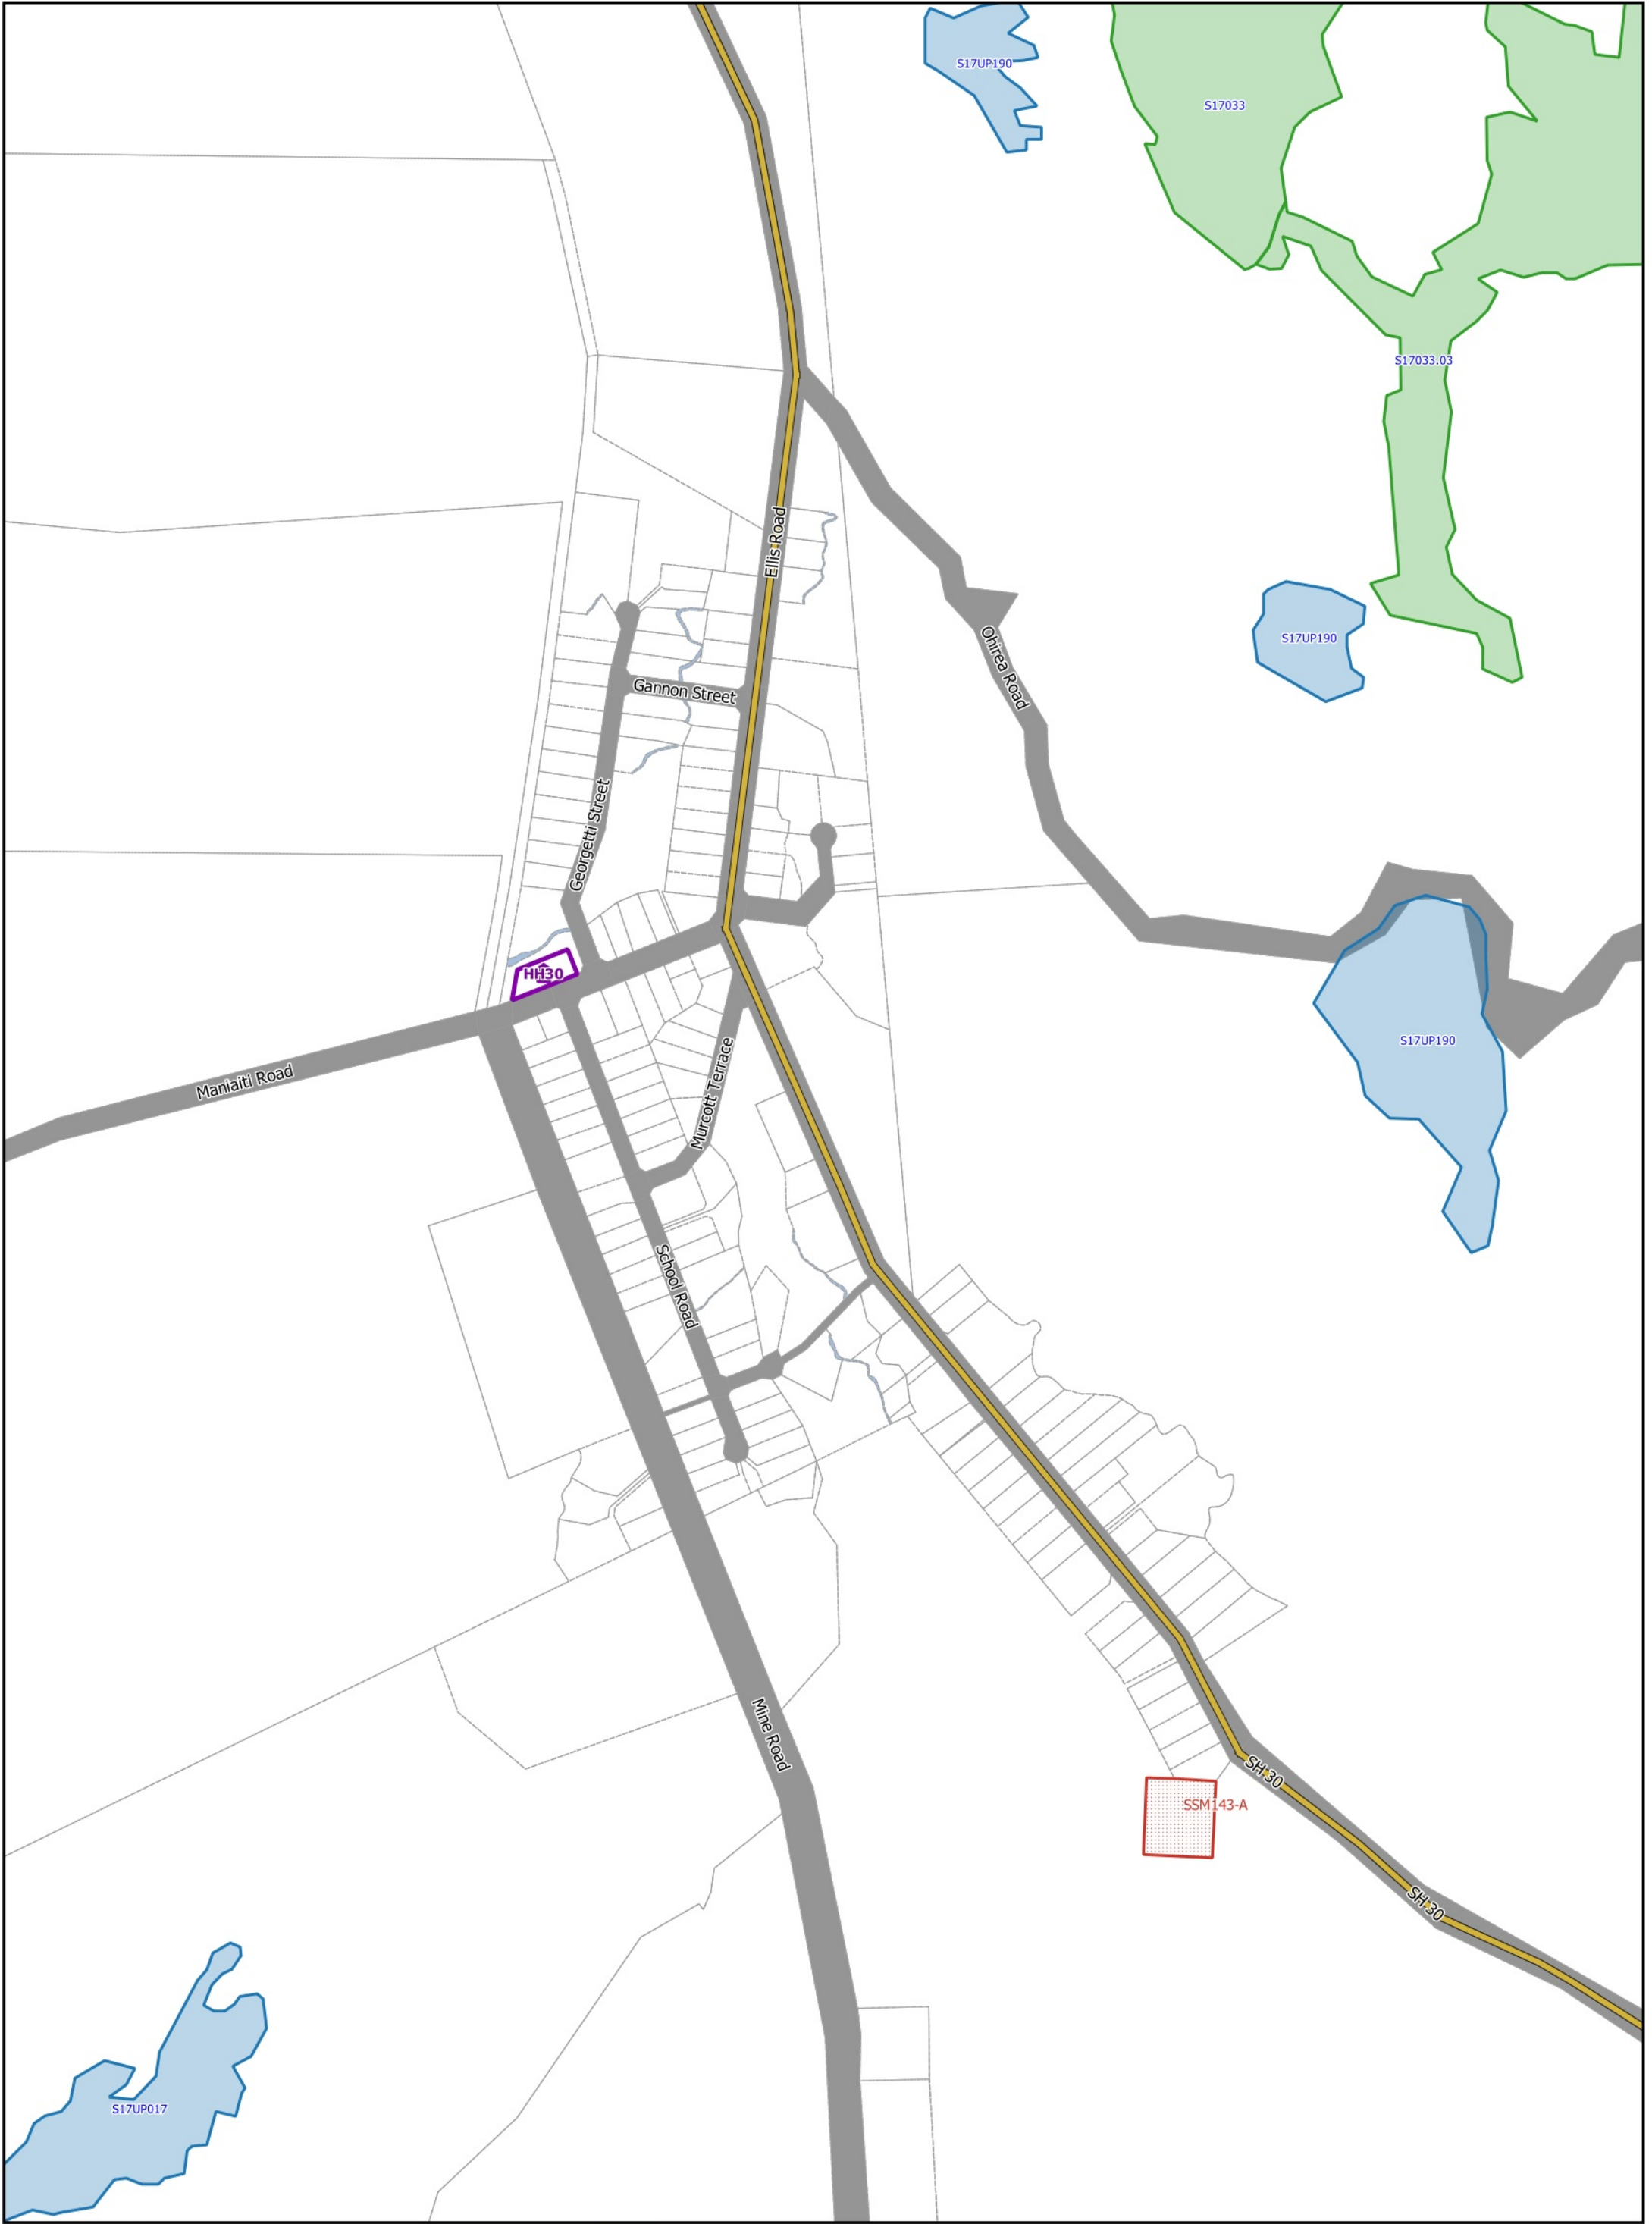 S17UP190
S17033
S17033.03
Ellis Road
Ohirea Road
S17UP190
Gannon Street
Georgetti Street
HH30
S17UP190
Maniaiti Road
Murcott Terrace
School Road
Mine Road
SH 30
SSM143-A
SH 30
S17UP017